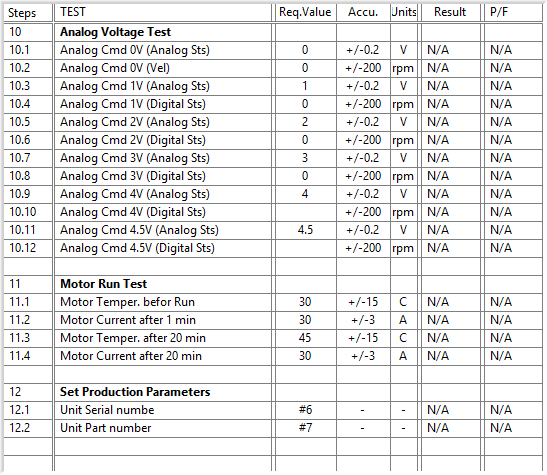 Steps TEST Req.Value Accu. Units Result P/F
10 Analog Voltage Test
10.1 Analog Cmd 0V (Analog Sts) 0 +/-0.2 V N/A N/A
10.2 Analog Cmd 0V (Vel) 0 +/-200 rpm N/A N/A
10.3 Analog Cmd 1V (Analog Sts) 1 +/-0.2 V N/A N/A
10.4 Analog Cmd 1V (Digital Sts) 0 +/-200 rpm N/A N/A
10.5 Analog Cmd 2V (Analog Sts) 2 +/-0.2 V N/A N/A
10.6 Analog Cmd 2V (Digital Sts) 0 +/-200 rpm N/A N/A
10.7 Analog Cmd 3V (Analog Sts) 3 +/-0.2 V N/A N/A
10.8 Analog Cmd 3V (Digital Sts) 0 +/-200 rpm N/A N/A
10.9 Analog Cmd 4V (Analog Sts) 4 +/-0.2 V N/A N/A
10.10 Analog Cmd 4V (Digital Sts) +/-200 rpm N/A N/A
10.11 Analog Cmd 4.5V (Analog Sts) 4.5 +/-0.2 V N/A N/A
10.12 Analog Cmd 4.5V (Digital Sts) +/-200 rpm N/A N/A
11 Motor Run Test
11.1 Motor Temper. befor Run 30 +/-15 C N/A N/A
11.2 Motor Current after 1 min 30 +/-3 A N/A N/A
11.3 Motor Temper. after 20 min 45 +/-15 C N/A N/A
11.4 Motor Current after 20 min 30 +/-3 A N/A N/A
12 Set Production Parameters
12.1 Unit Serial numbe #6 - - N/A N/A
12.2 Unit Part number #7 - - N/A N/A